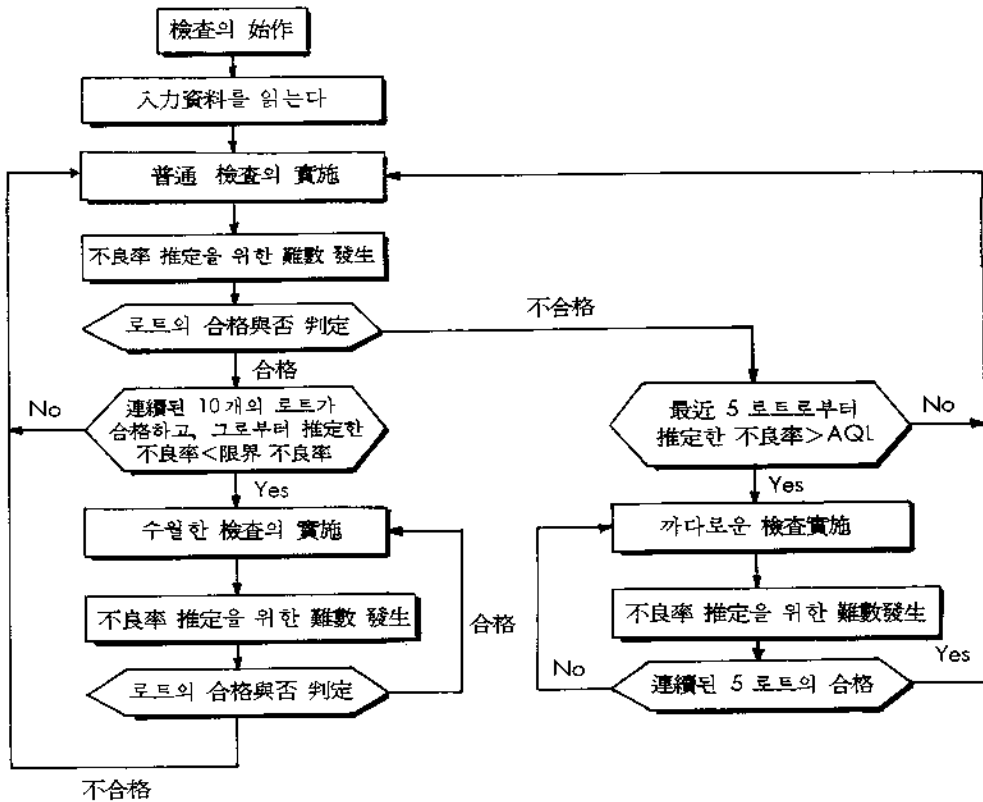 檢査의 始作
入力資料를 읽는다
普通 檢査의 實施
不良率 推定을 위한 難數 發生
로트의 合格與否 判定
不合格
合格
連續된 10개의 로트가
合格하고, 그로부터 推定한
不良率<限界 不良率
No
Yes
最近 5 로트로부터
推定한 不良率>AQL
No
Yes
수월한 檢査의 實施
不良率 推定을 위한 難數 發生
로트의 合格與否 判定
合格
不合格
까다로운 檢査實施
不良率 推定을 위한 難數發生
連續된 5 로트의 合格
No
Yes